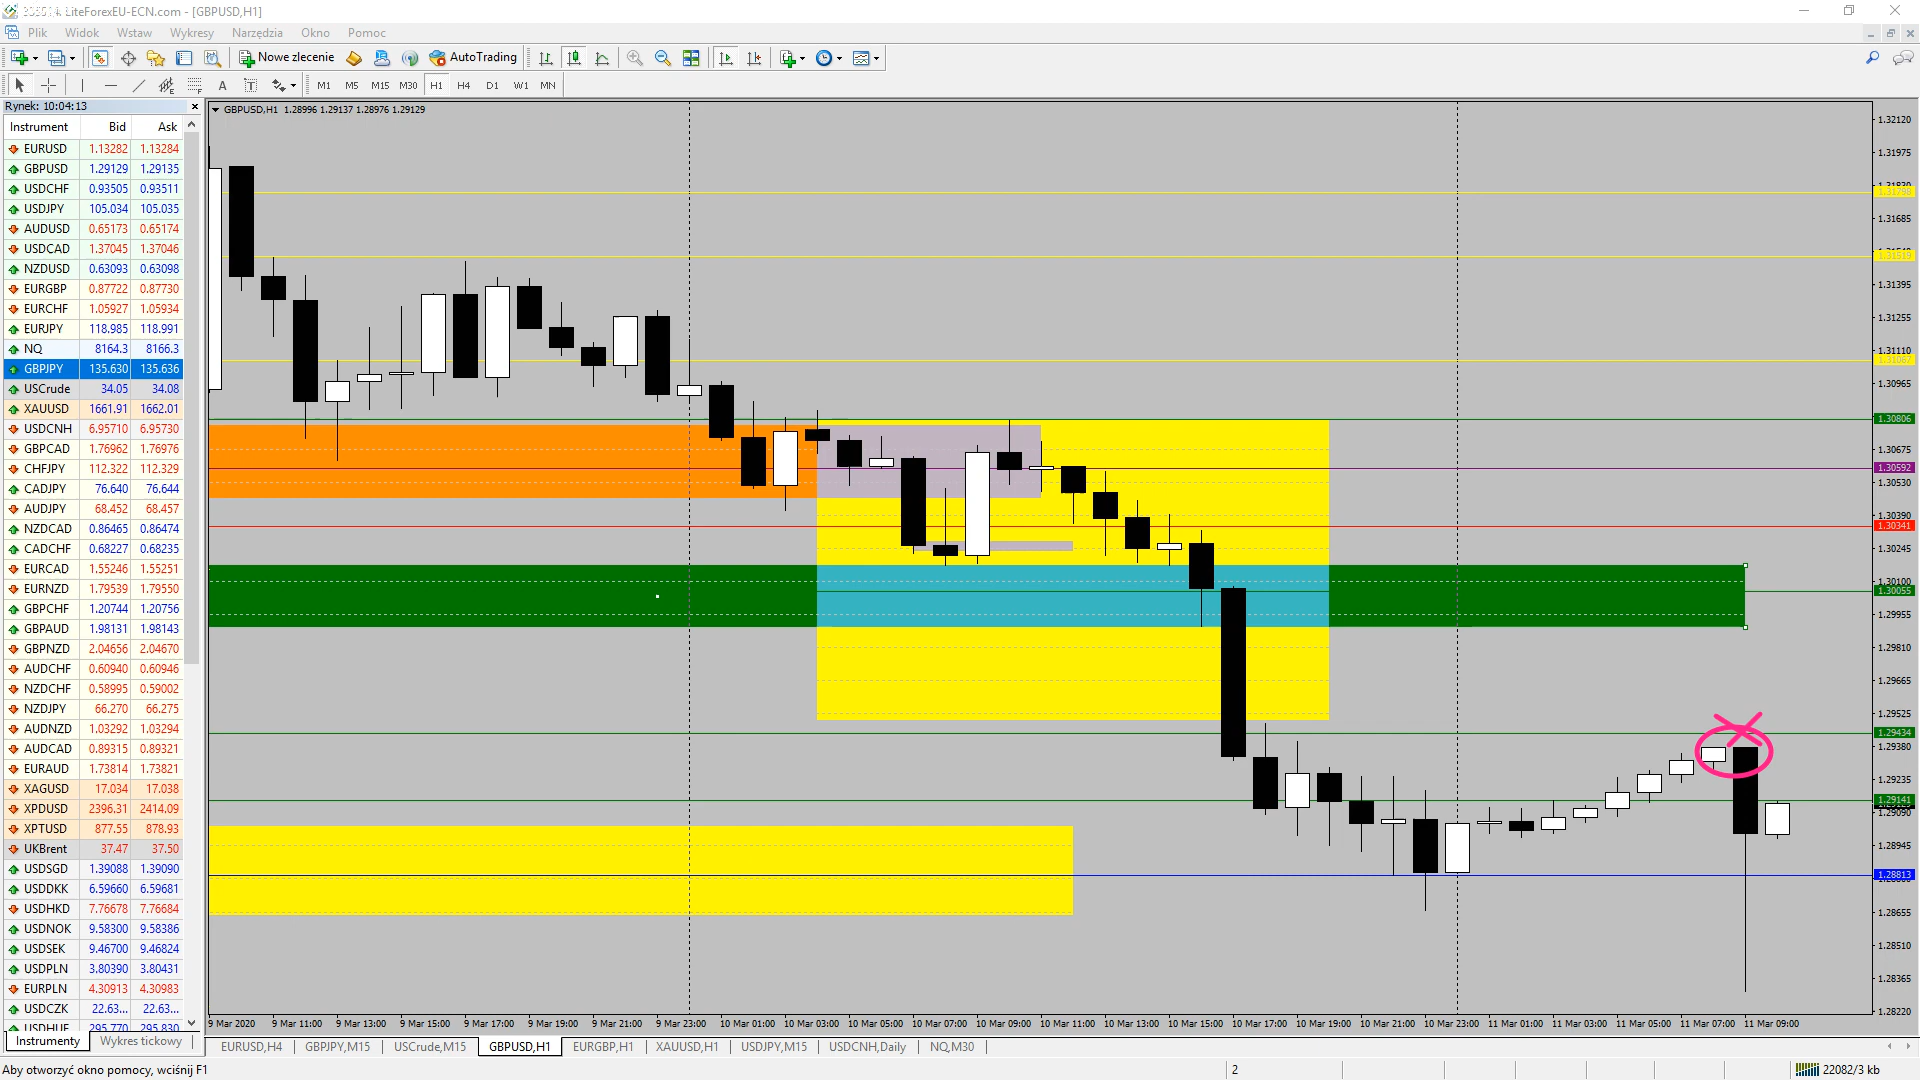 LiteForexEU-ECN.com - [GBPUSD,H1]
Plik Widok Wstaw Wykresy Narzędzia Okno Pomoc
Nowe zlecenie AutoTrading
A T M1 M5 M15 M30 H1 H4 D1 W1 MN
Rynek: 10:04:13
Instrument Bid Ask
EURUSD 1.13282 1.13284
GBPUSD 1.29129 1.29135
USDCHF 0.93505 0.93511
USDJPY 105.034 105.035
AUDUSD 0.65173 0.65174
USDCAD 1.37045 1.37046
NZDUSD 0.63093 0.63098
EURGBP 0.87722 0.87730
EURCHF 1.05927 1.05934
EURJPY 118.985 118.991
NQ 8164.3 8166.3
GBPJPY 135.630 135.636
USCrude 34.05 34.08
XAUUSD 1661.91 1662.01
USDCNH 6.95710 6.95730
GBPCAD 1.76962 1.76976
CHFJPY 112.322 112.329
CADJPY 76.640 76.644
AUDJPY 68.452 68.457
NZDCAD 0.86465 0.86474
CADCHF 0.68227 0.68235
EURCAD 1.55246 1.55251
EURNZD 1.79539 1.79550
GBPCHF 1.20744 1.20756
GBPAUD 1.98131 1.98143
GBPNZD 2.04656 2.04670
AUDCHF 0.60940 0.60946
NZDCHF 0.58995 0.59002
NZDJPY 66.270 66.275
AUDNZD 1.03292 1.03294
AUDCAD 0.89315 0.89321
EURAUD 1.73814 1.73821
XAGUSD 17.034 17.038
XPDUSD 2396.31 2414.09
XPTUSD 877.55 878.93
UKBrent 37.47 37.50
USDSGD 1.39088 1.39090
USDDKK 6.59660 6.59681
USDHKD 7.76678 7.76684
USDNOK 9.58300 9.58386
USDSEK 9.46700 9.46824
USDPLN 3.80390 3.80431
EURPLN 4.30913 4.30983
USDCZK 22.63... 22.63...
USDHUF 295.770 295.830
Instrumenty Wykres tickowy
GBPUSD,H1 1.28996 1.29137 1.28976 1.29129
1.32120
1.31975
1.31685
1.31519
1.31395
1.31255
1.31110
1.31067
1.30965
1.30806
1.30675
1.30592
1.30530
1.30390
1.30341
1.30245
1.30100
1.30055
1.29955
1.29810
1.29665
1.29525
1.29434
1.29380
1.29235
1.29141
1.29090
1.28945
1.28813
1.28655
1.28510
1.28365
1.28220
9 Mar 2020 9 Mar 11:00 9 Mar 13:00 9 Mar 15:00 9 Mar 17:00 9 Mar 19:00 9 Mar 21:00 9 Mar 23:00 10 Mar 01:00 10 Mar 03:00 10 Mar 05:00 10 Mar 07:00 10 Mar 09:00 10 Mar 11:00 10 Mar 13:00 10 Mar 15:00 10 Mar 17:00 10 Mar 19:00 10 Mar 21:00 10 Mar 23:00 11 Mar 01:00 11 Mar 03:00 11 Mar 05:00 11 Mar 07:00 11 Mar 09:00
EURUSD,H4 GBPJPY,M15 USCrude,M15 GBPUSD,H1 EURGBP,H1 XAUUSD,H1 USDJPY,M15 USDCNH,Daily NQ,M30
Aby otworzyć okno pomocy, wciśnij F1 2 22082/3 kb